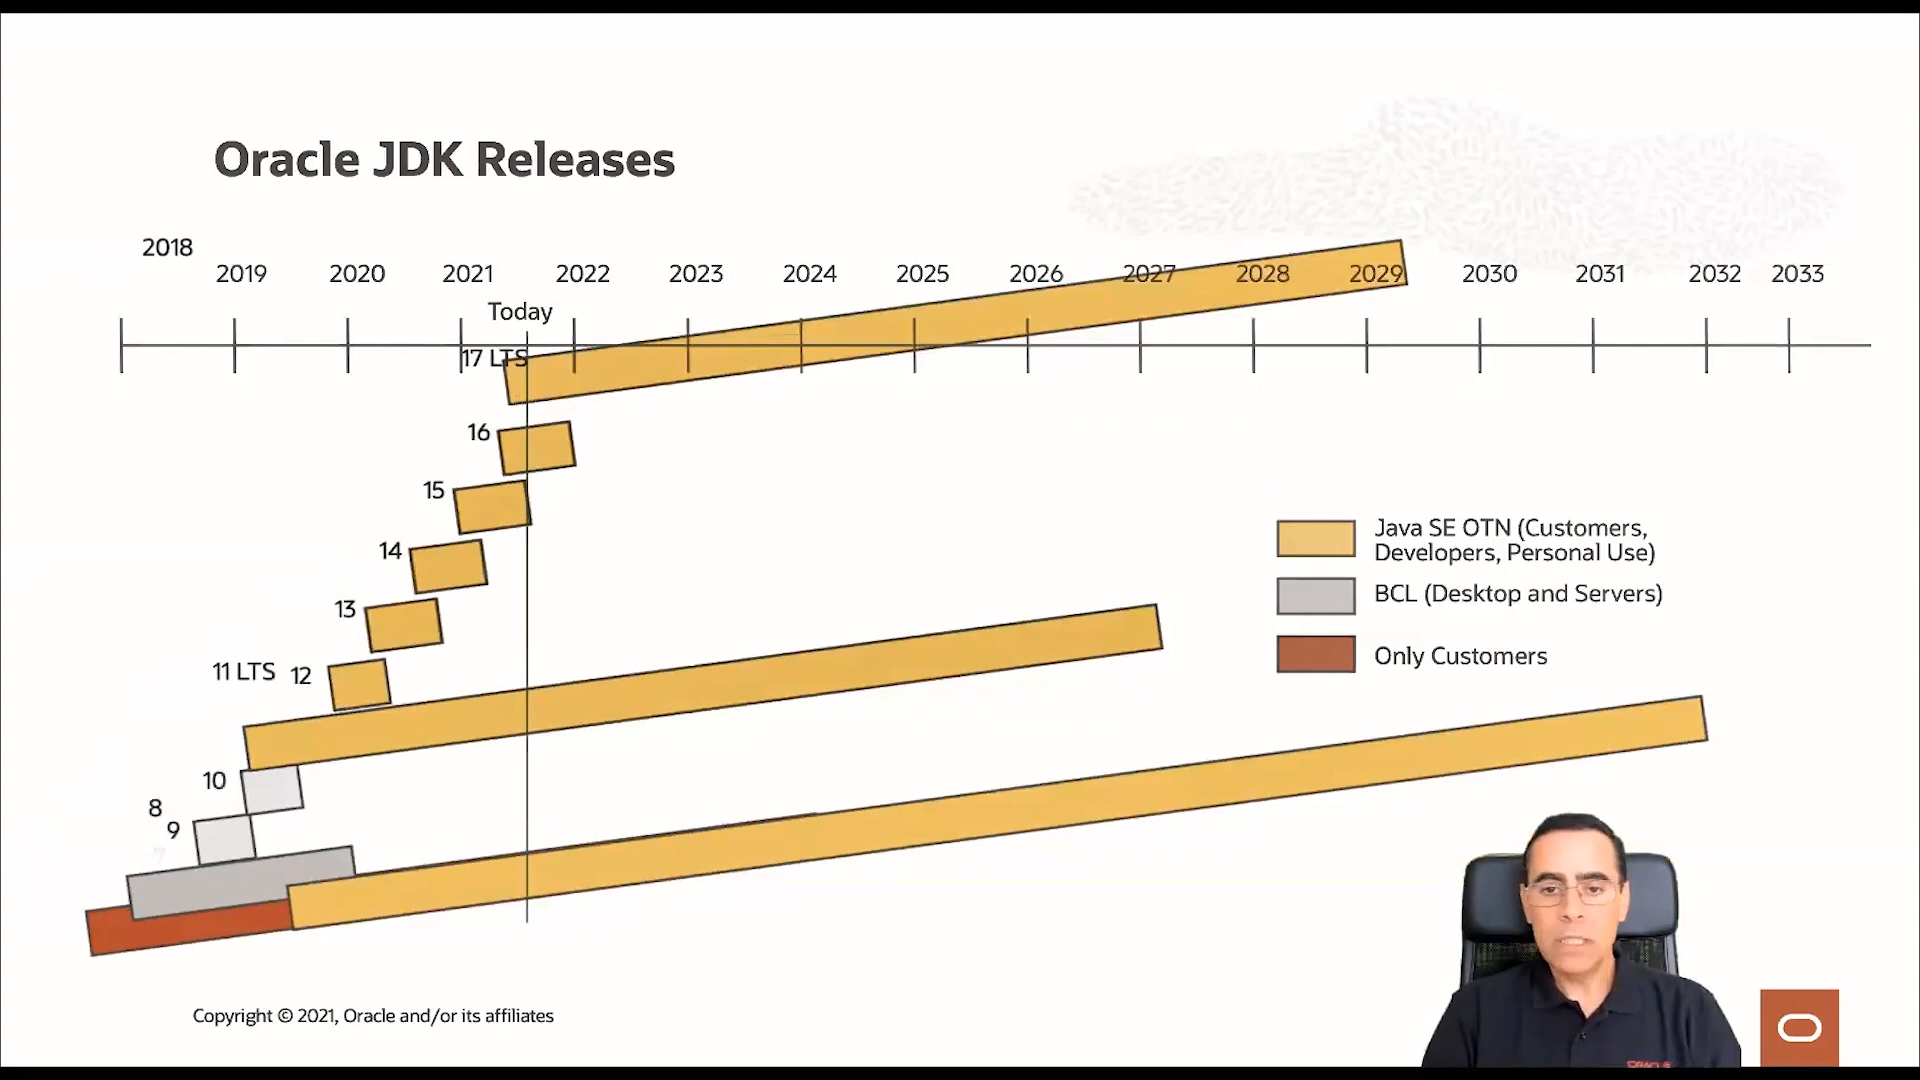 Oracle JDK Releases
2018
2019 2020 2021 2022 2023 2024 2025 2026 2027 2028 2029 2030 2031 2032 2033
Today
17 LTS
16
15
14
13
11 LTS 12
10
8
9
7
Java SE OTN (Customers,
Developers, Personal Use)
BCL (Desktop and Servers)
Only Customers
Copyright © 2021, Oracle and/or its affiliates
ORACLE